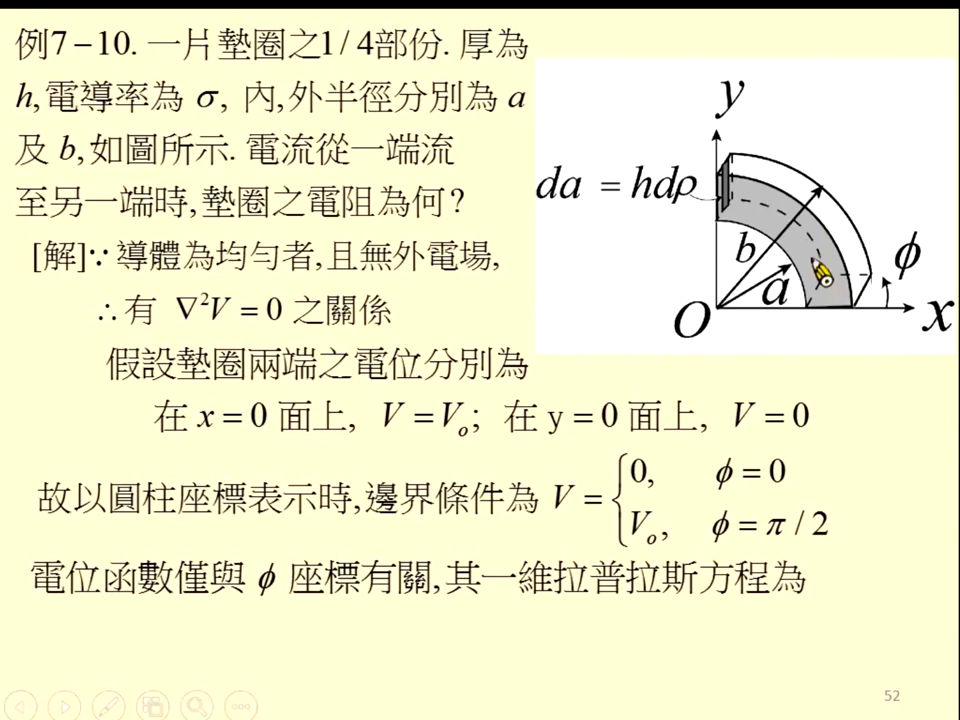 例7－10. 一片墊圈之1 / 4部份. 厚為
h, 電導率為 σ, 內,外半徑分別為 a
及 b, 如圖所示. 電流從一端流
至另一端時, 墊圈之電阻為何?
[解]∵ 導體為均勻者, 且無外電場,
∴有 ∇²V = 0 之關係
假設墊圈兩端之電位分別為
在 x = 0 面上, V = Vₒ; 在 y = 0 面上, V = 0
故以圓柱座標表示時, 邊界條件為 V = { 0, ϕ = 0
Vₒ, ϕ = π / 2
電位函數僅與 ϕ 座標有關, 其一維拉普拉斯方程為
y
da = hdρ
b
a
ϕ
O
x
52